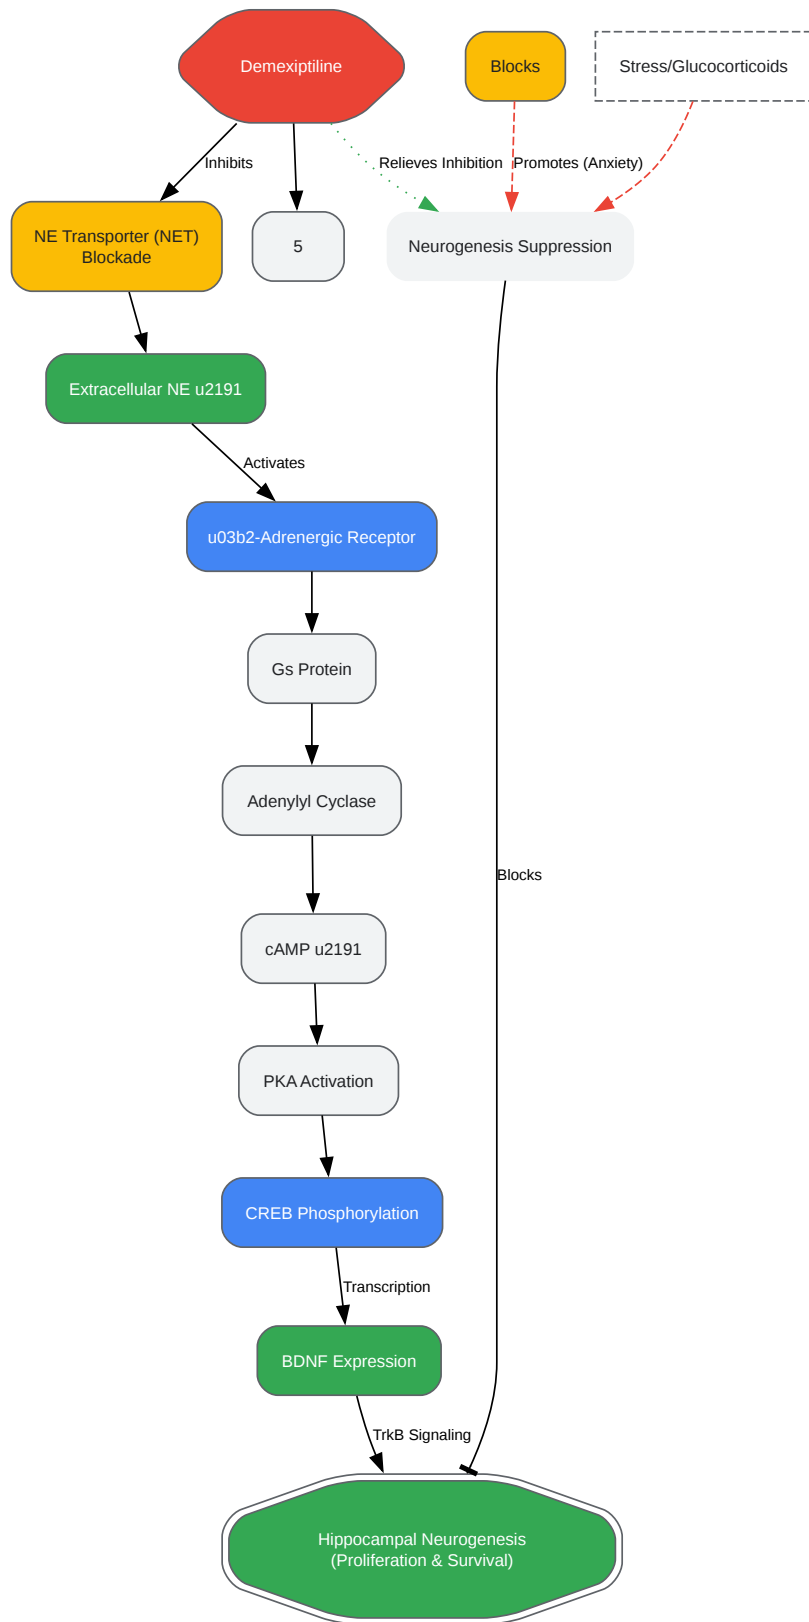 Demexiptiline
Blocks
Stress/Glucocorticoids
Inhibits
Relieves Inhibition
Promotes (Anxiety)
NE Transporter (NET)
Blockade
5
Neurogenesis Suppression
Extracellular NE u2191
Activates
u03b2-Adrenergic Receptor
Gs Protein
Adenylyl Cyclase
Blocks
cAMP u2191
PKA Activation
CREB Phosphorylation
Transcription
BDNF Expression
TrkB Signaling
Hippocampal Neurogenesis
(Proliferation & Survival)